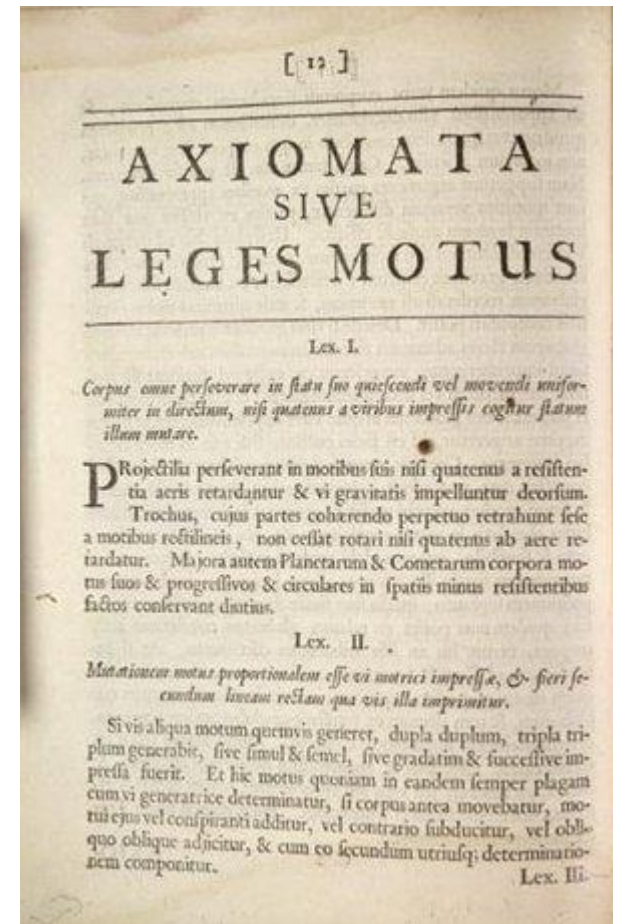 [ 12 ]
AXIOMATA
SIVE
LEGES MOTUS
Lex. I.
Corpus omne perſeverare in ſtatu ſuo quieſcendi vel movendi unifor-
miter in directum, niſi quatenus a viribus impreſſis cogitur ſtatum
illum mutare.
PRojectilia perſeverant in motibus ſuis niſi quatenus a reſiſten-
tia aeris retardantur & vi gravitatis impelluntur deorſum.
Trochus, cujus partes cohærendo perpetuo retrahunt ſeſe
a motibus rectilineis, non ceſſat rotari niſi quatenus ab aere re-
tardatur. Majora autem Planetarum & Cometarum corpora mo-
tus ſuos & progreſſivos & circulares in ſpatiis minus reſiſtentibus
factos conſervant diutius.
Lex. II.
Mutationem motus proportionalem eſſe vi motrici impreſſæ, & fieri ſe-
cundum lineam rectam qua vis illa imprimitur.
Si vis aliqua motum quemvis generet, dupla duplum, tripla tri-
plum generabit, ſive ſimul & ſemel, ſive gradatim & ſucceſſive im-
preſſa fuerit. Et hic motus quoniam in eandem ſemper plagam
cum vi generatrice determinatur, ſi corpus antea movebatur, mo-
tui ejus vel conſpiranti additur, vel contrario ſubducitur, vel obli-
quo oblique adjicitur, & cum eo ſecundum utriuſq; determinatio-
nem componitur.
Lex. III.